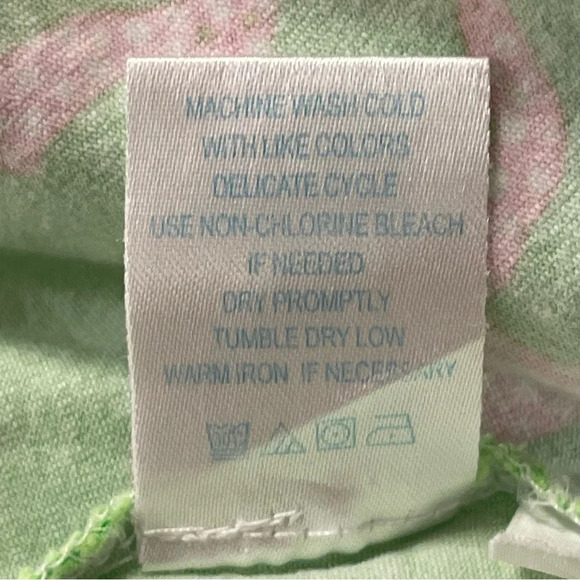 MACHINE WASH COLD
WITH LIKE COLORS
DELICATE CYCLE
USE NON-CHLORINE BLEACH
IF NEEDED
DRY PROMPTLY
TUMBLE DRY LOW
WARM IRON IF NECESSARY